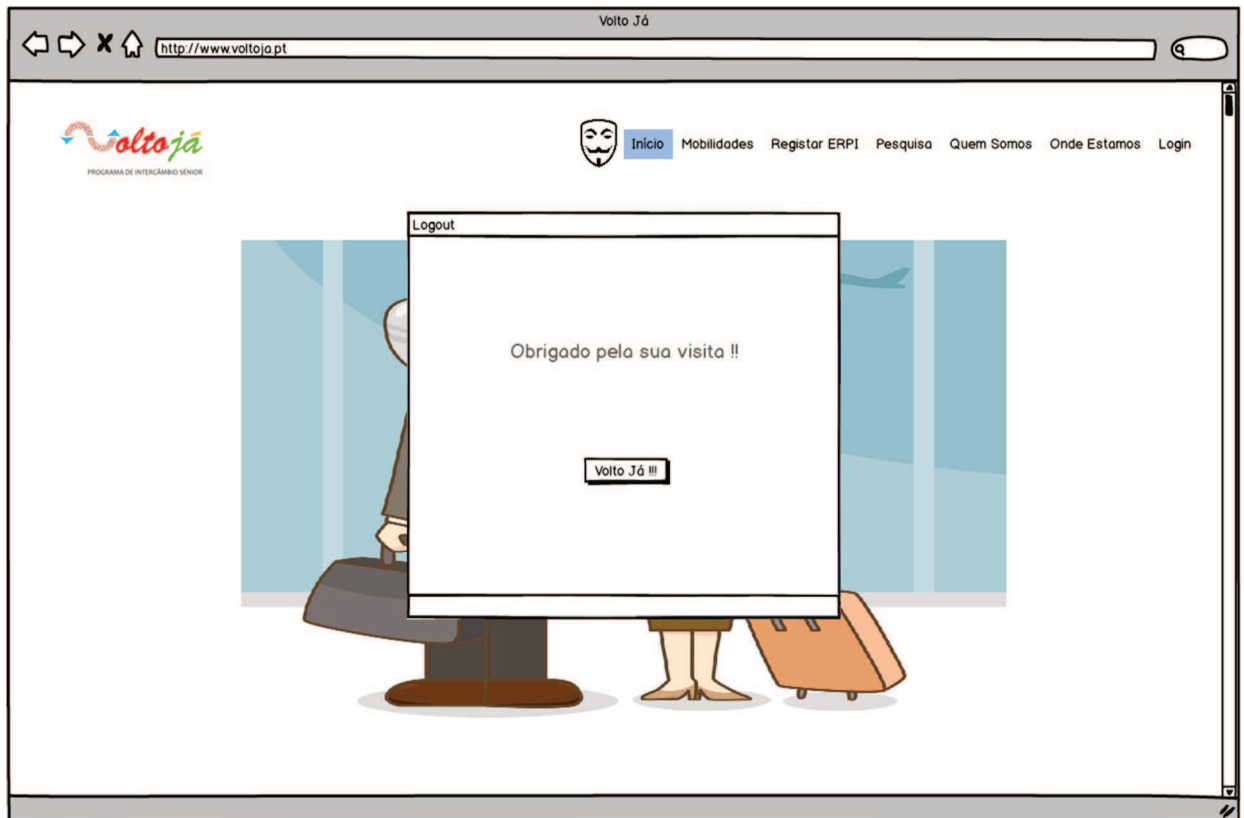 Volto Já
http://www.voltoja.pt
Voltojá
PROGRAMA DE INTERCÂMBIO SÉNIOR
Início Mobilidades Registar ERPI Pesquisa Quem Somos Onde Estamos Login
Logout
Obrigado pela sua visita !!
Volto Já !!!